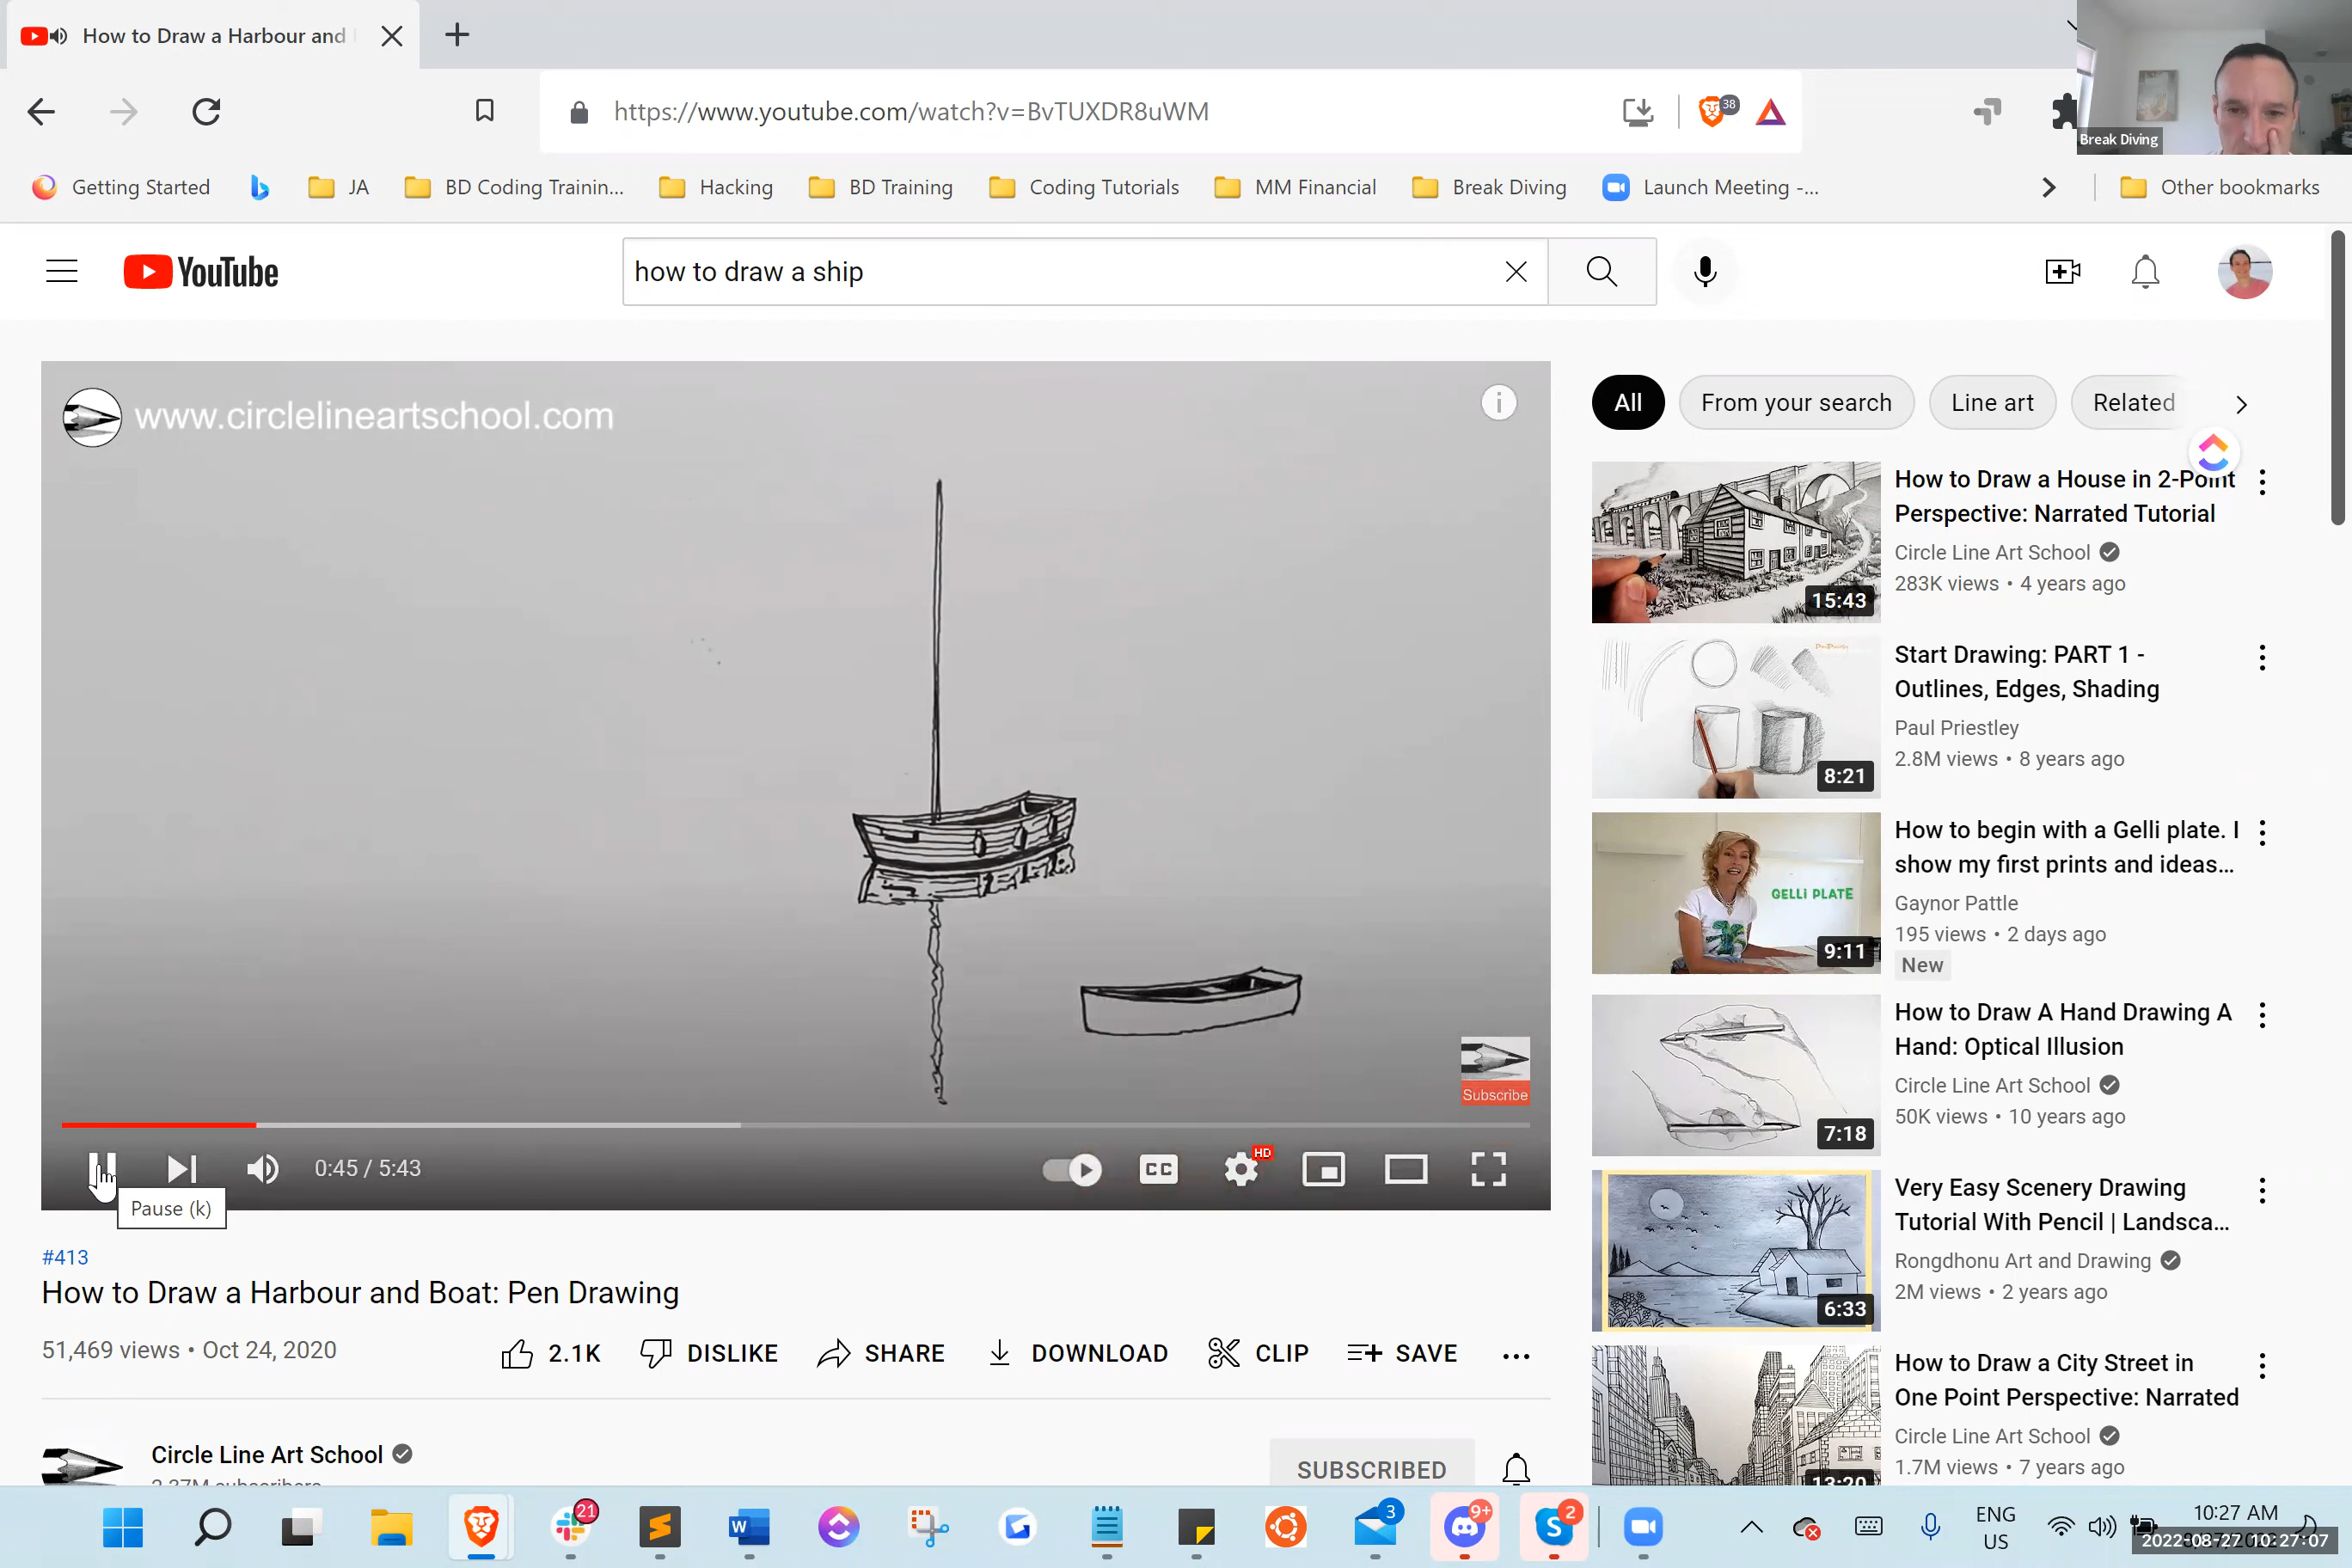 How to Draw a Harbour and
https://www.youtube.com/watch?v=BvTUXDR8uWM
38
Break Diving
Getting Started
JA
BD Coding Trainin...
Hacking
BD Training
Coding Tutorials
MM Financial
Break Diving
Launch Meeting -...
Other bookmarks
YouTube
how to draw a ship
www.circlelineartschool.com
Subscribe
0:45 / 5:43
CC
HD
Pause (k)
#413
How to Draw a Harbour and Boat: Pen Drawing
51,469 views • Oct 24, 2020
2.1K
DISLIKE
SHARE
DOWNLOAD
CLIP
SAVE
Circle Line Art School
SUBSCRIBED
All
From your search
Line art
Related
How to Draw a House in 2-Point
Perspective: Narrated Tutorial
Circle Line Art School
283K views • 4 years ago
15:43
Start Drawing: PART 1 -
Outlines, Edges, Shading
Paul Priestley
2.8M views • 8 years ago
8:21
How to begin with a Gelli plate. I
show my first prints and ideas...
Gaynor Pattle
195 views • 2 days ago
New
GELLI PLATE
9:11
How to Draw A Hand Drawing A
Hand: Optical Illusion
Circle Line Art School
50K views • 10 years ago
7:18
Very Easy Scenery Drawing
Tutorial With Pencil | Landsca...
Rongdhonu Art and Drawing
2M views • 2 years ago
6:33
How to Draw a City Street in
One Point Perspective: Narrated
Circle Line Art School
1.7M views • 7 years ago
13:20
21
W
3
9+
S
2
ENG
US
10:27 AM
2022-08-27 10:27:07